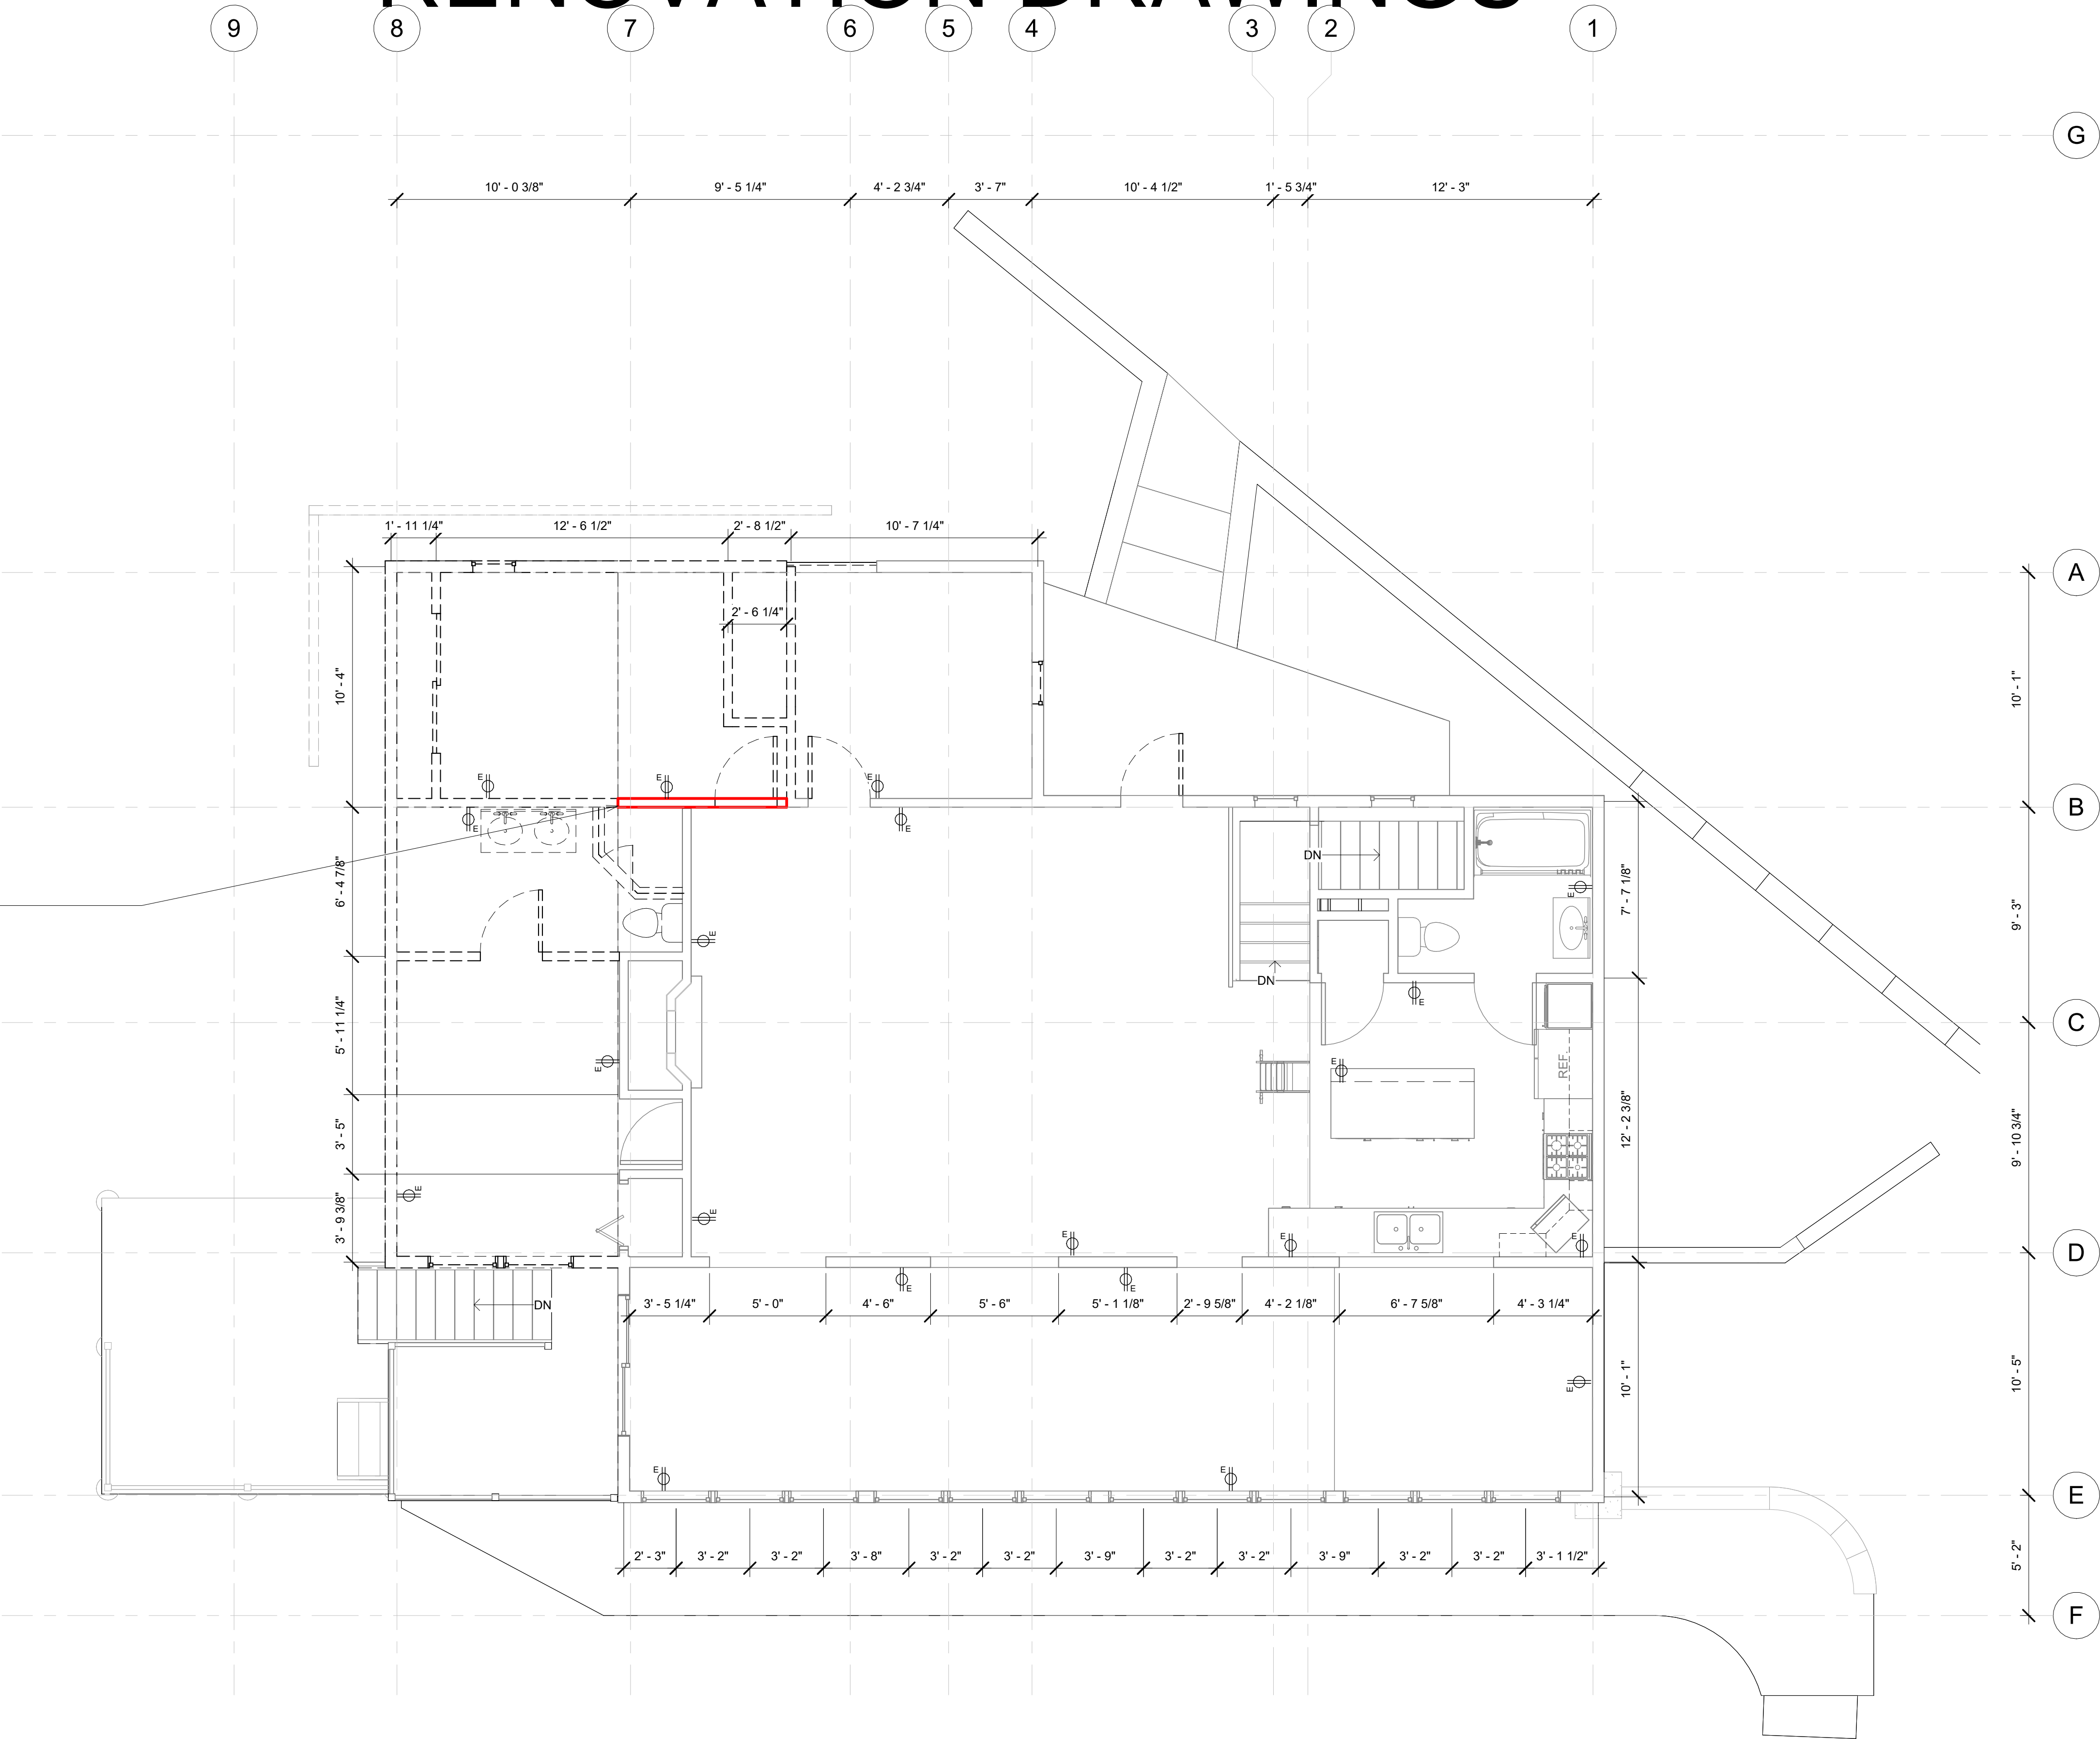 RENOVATION DRAWINGS
9 8 7 6 5 4 3 2 1
G
10' - 0 3/8" 9' - 5 1/4" 4' - 2 3/4" 3' - 7" 10' - 4 1/2" 1' - 5 3/4" 12' - 3"
1' - 11 1/4" 12' - 6 1/2" 2' - 8 1/2" 10' - 7 1/4"
A
2' - 6 1/4"
10' - 4"
10' - 1"
E E E
B
E E
DN
6' - 4 7/8"
7' - 7 1/8"
E
9' - 3"
E
DN
E
5' - 11 1/4"
C
E
E
REF.
3' - 5"
12' - 2 3/8"
9' - 10 3/4"
E
E
3' - 9 3/8"
E E E
D
E E
DN
3' - 5 1/4" 5' - 0" 4' - 6" 5' - 6" 5' - 1 1/8" 2' - 9 5/8" 4' - 2 1/8" 6' - 7 5/8" 4' - 3 1/4"
10' - 1"
10' - 5"
E
E E
E
2' - 3" 3' - 2" 3' - 2" 3' - 8" 3' - 2" 3' - 2" 3' - 9" 3' - 2" 3' - 2" 3' - 9" 3' - 2" 3' - 2" 3' - 1 1/2"
5' - 2"
F